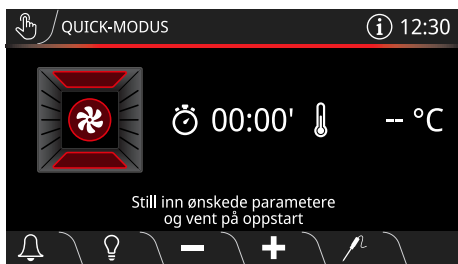 QUICK-MODUS
i 12:30
00:00' -- °C
Still inn ønskede parametere
og vent på oppstart